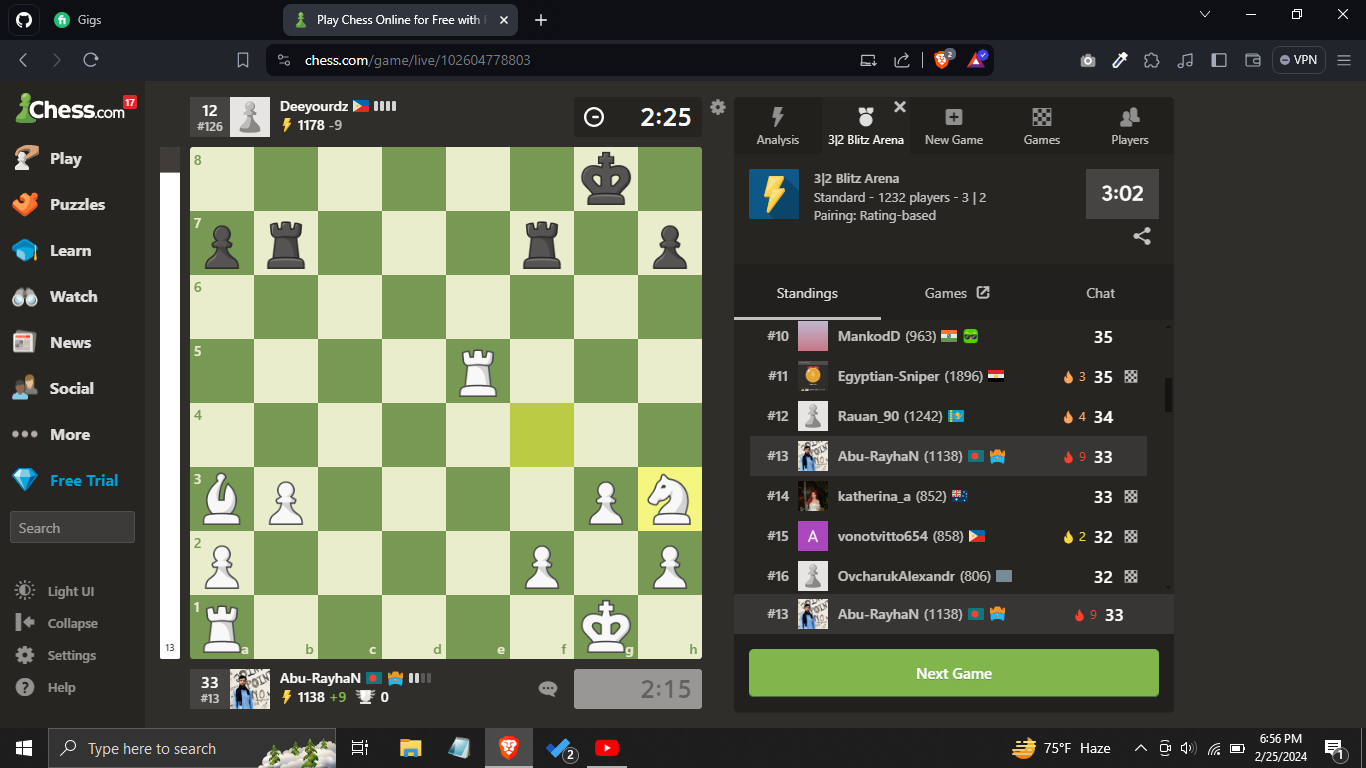 Gigs
Play Chess Online for Free with
chess.com/game/live/102604778803
2
VPN
Chess.com
17
Play
Puzzles
Learn
Watch
News
Social
More
Free Trial
Search
Light UI
Collapse
Settings
Help
12
#126
Deeyourdz
1178 -9
2:25
8
7
6
5
4
3
2
1
a b c d e f g h
13
33
#13
Abu-RayhaN
1138 +9 0
2:15
Analysis
3|2 Blitz Arena
New Game
Games
Players
3|2 Blitz Arena
Standard - 1232 players - 3 | 2
Pairing: Rating-based
3:02
Standings
Games
Chat
#10 MankodD (963) 35
#11 Egyptian-Sniper (1896) 3 35
#12 Rauan_90 (1242) 4 34
#13 Abu-RayhaN (1138) 9 33
#14 katherina_a (852) 33
#15 A vonotvitto654 (858) 2 32
#16 OvcharukAlexandr (806) 32
#13 Abu-RayhaN (1138) 9 33
Next Game
Type here to search
2
75°F Haze
6:56 PM
2/25/2024
1